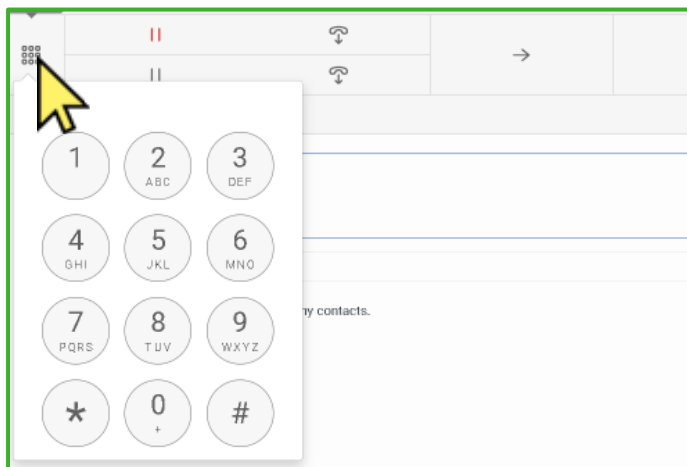 1 2 3
ABC DEF
4 5 6
GHI JKL MNO
ny contacts.
7 8 9
PQRS TUV WXYZ
* 0 #
+